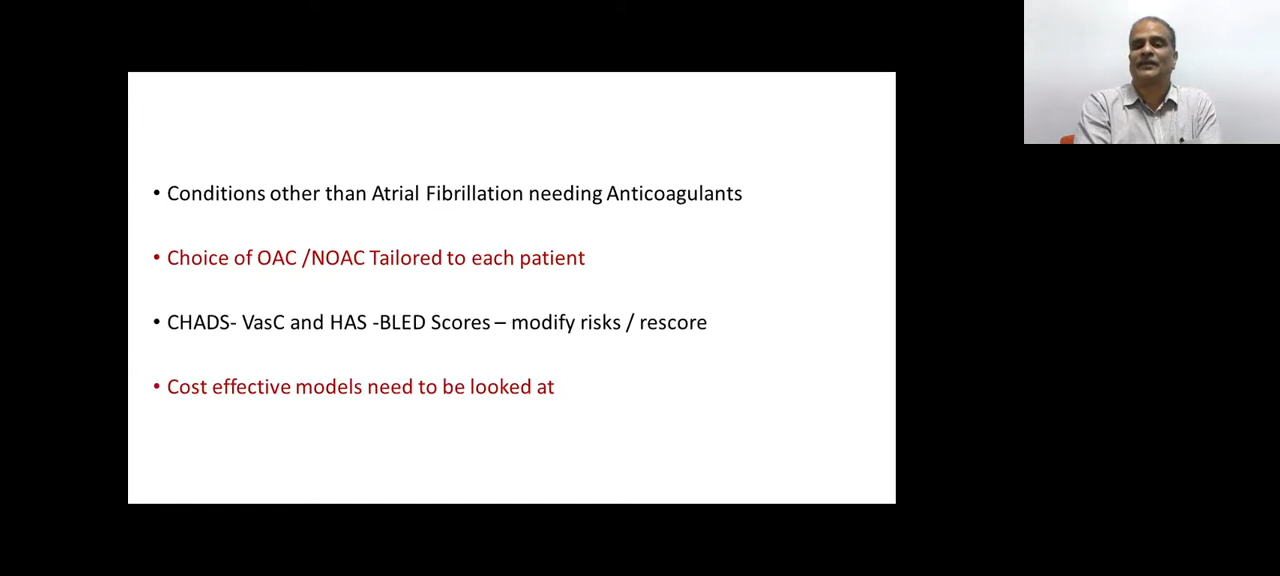 • Conditions other than Atrial Fibrillation needing Anticoagulants
• Choice of OAC /NOAC Tailored to each patient
• CHADS- VasC and HAS -BLED Scores – modify risks / rescore
• Cost effective models need to be looked at